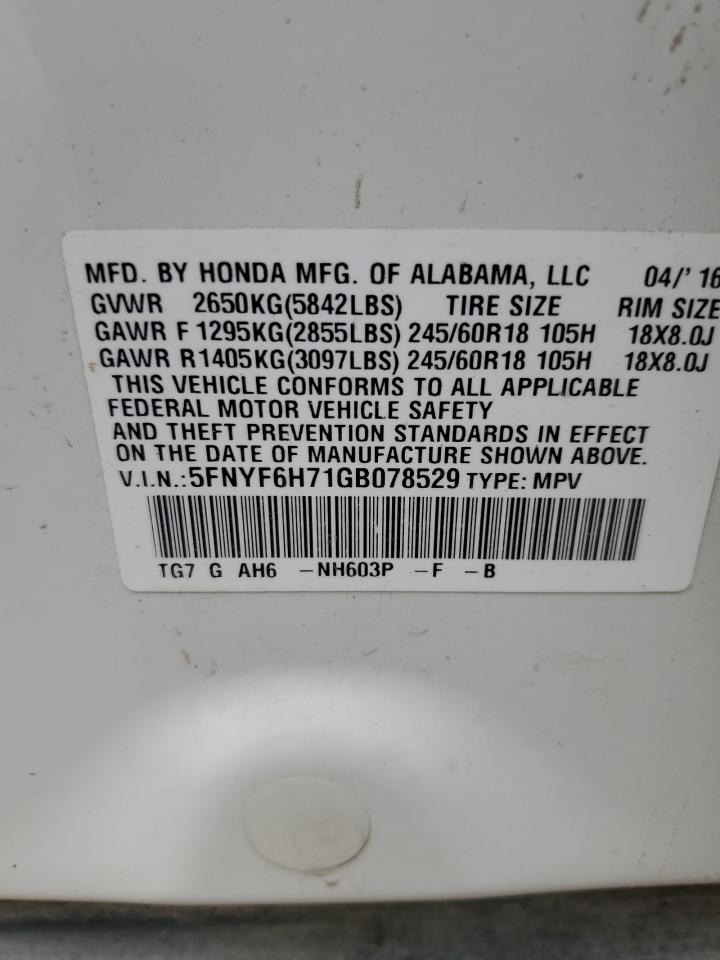 MFD. BY HONDA MFG. OF ALABAMA, LLC 04/' 16
GVWR 2650KG(5842LBS) TIRE SIZE RIM SIZE
GAWR F 1295KG(2855LBS) 245/60R18 105H 18X8.0J
GAWR R1405KG(3097LBS) 245/60R18 105H 18X8.0J
THIS VEHICLE CONFORMS TO ALL APPLICABLE
FEDERAL MOTOR VEHICLE SAFETY
AND THEFT PREVENTION STANDARDS IN EFFECT
ON THE DATE OF MANUFACTURE SHOWN ABOVE.
V.I.N.:5FNYF6H71GB078529 TYPE: MPV
TG7 G AH6 -NH603P -F -B